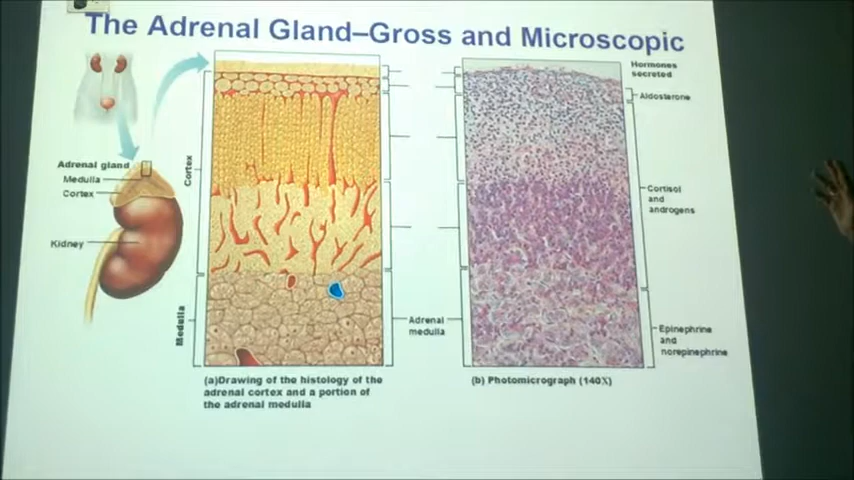 The Adrenal Gland–Gross and Microscopic
Hormones
secreted
Aldosterone
Adrenal gland
Medulla
Cortex
Kidney
Cortex
Cortisol
and
androgens
Medulla
Adrenal
medulla
Epinephrine
and
norepinephrine
(a)Drawing of the histology of the
adrenal cortex and a portion of
the adrenal medulla
(b) Photomicrograph (140X)